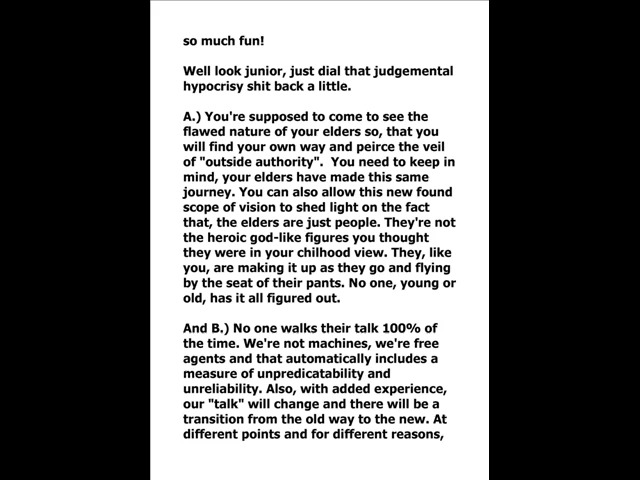 so much fun!
Well look junior, just dial that judgemental
hypocrisy shit back a little.
A.) You're supposed to come to see the
flawed nature of your elders so, that you
will find your own way and peirce the veil
of "outside authority".  You need to keep in
mind, your elders have made this same
journey. You can also allow this new found
scope of vision to shed light on the fact
that, the elders are just people. They're not
the heroic god-like figures you thought
they were in your chilhood view. They, like
you, are making it up as they go and flying
by the seat of their pants. No one, young or
old, has it all figured out.
And B.) No one walks their talk 100% of
the time. We're not machines, we're free
agents and that automatically includes a
measure of unpredicatability and
unreliability. Also, with added experience,
our "talk" will change and there will be a
transition from the old way to the new. At
different points and for different reasons,